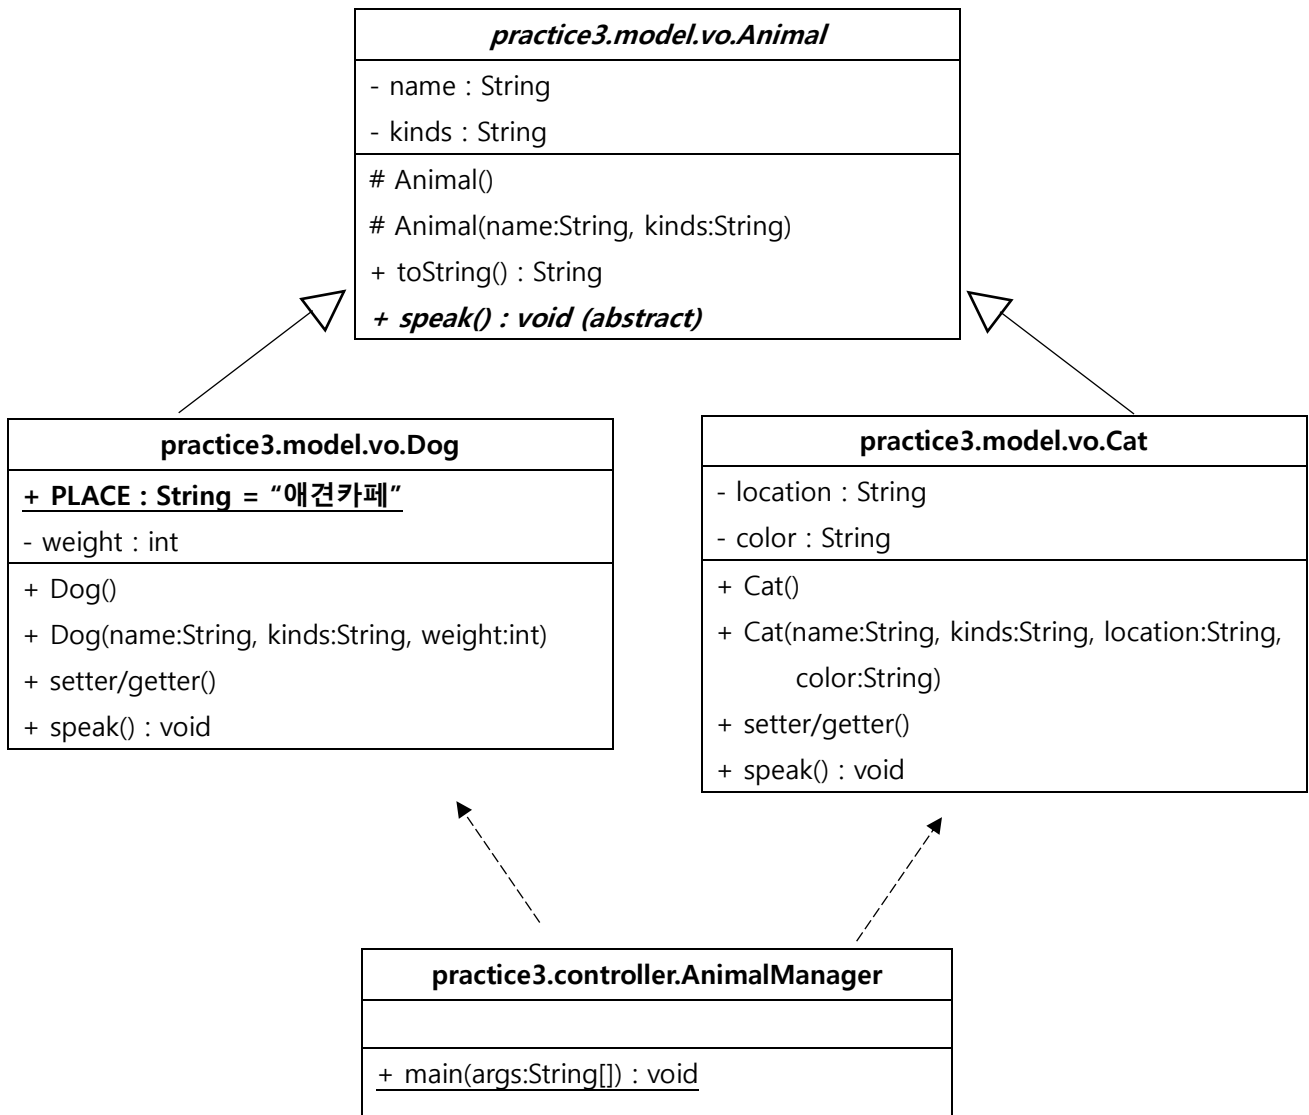 practice3.model.vo.Animal
- name : String
- kinds : String
# Animal()
# Animal(name:String, kinds:String)
+ toString() : String
+ speak() : void (abstract)
practice3.model.vo.Dog
+ PLACE : String = “애견카페”
- weight : int
+ Dog()
+ Dog(name:String, kinds:String, weight:int)
+ setter/getter()
+ speak() : void
practice3.model.vo.Cat
- location : String
- color : String
+ Cat()
+ Cat(name:String, kinds:String, location:String,
color:String)
+ setter/getter()
+ speak() : void
practice3.controller.AnimalManager
+ main(args:String[]) : void